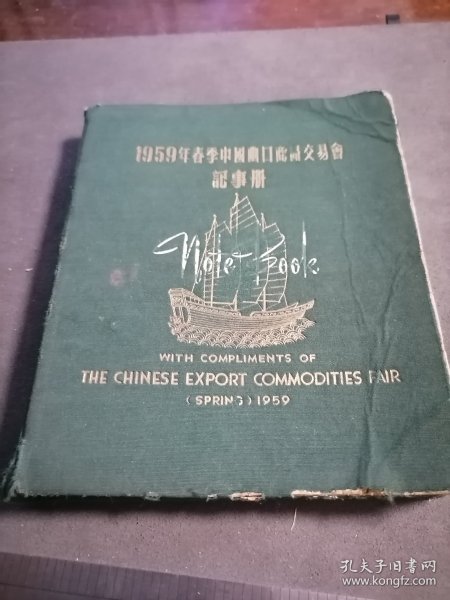 1959年春季中國出口商品交易會
記事册
Note-Book
WITH COMPLIMENTS OF
THE CHINESE EXPORT COMMODITIES FAIR
(SPRING) 1959
孔夫子旧书网
www.kongfz.com